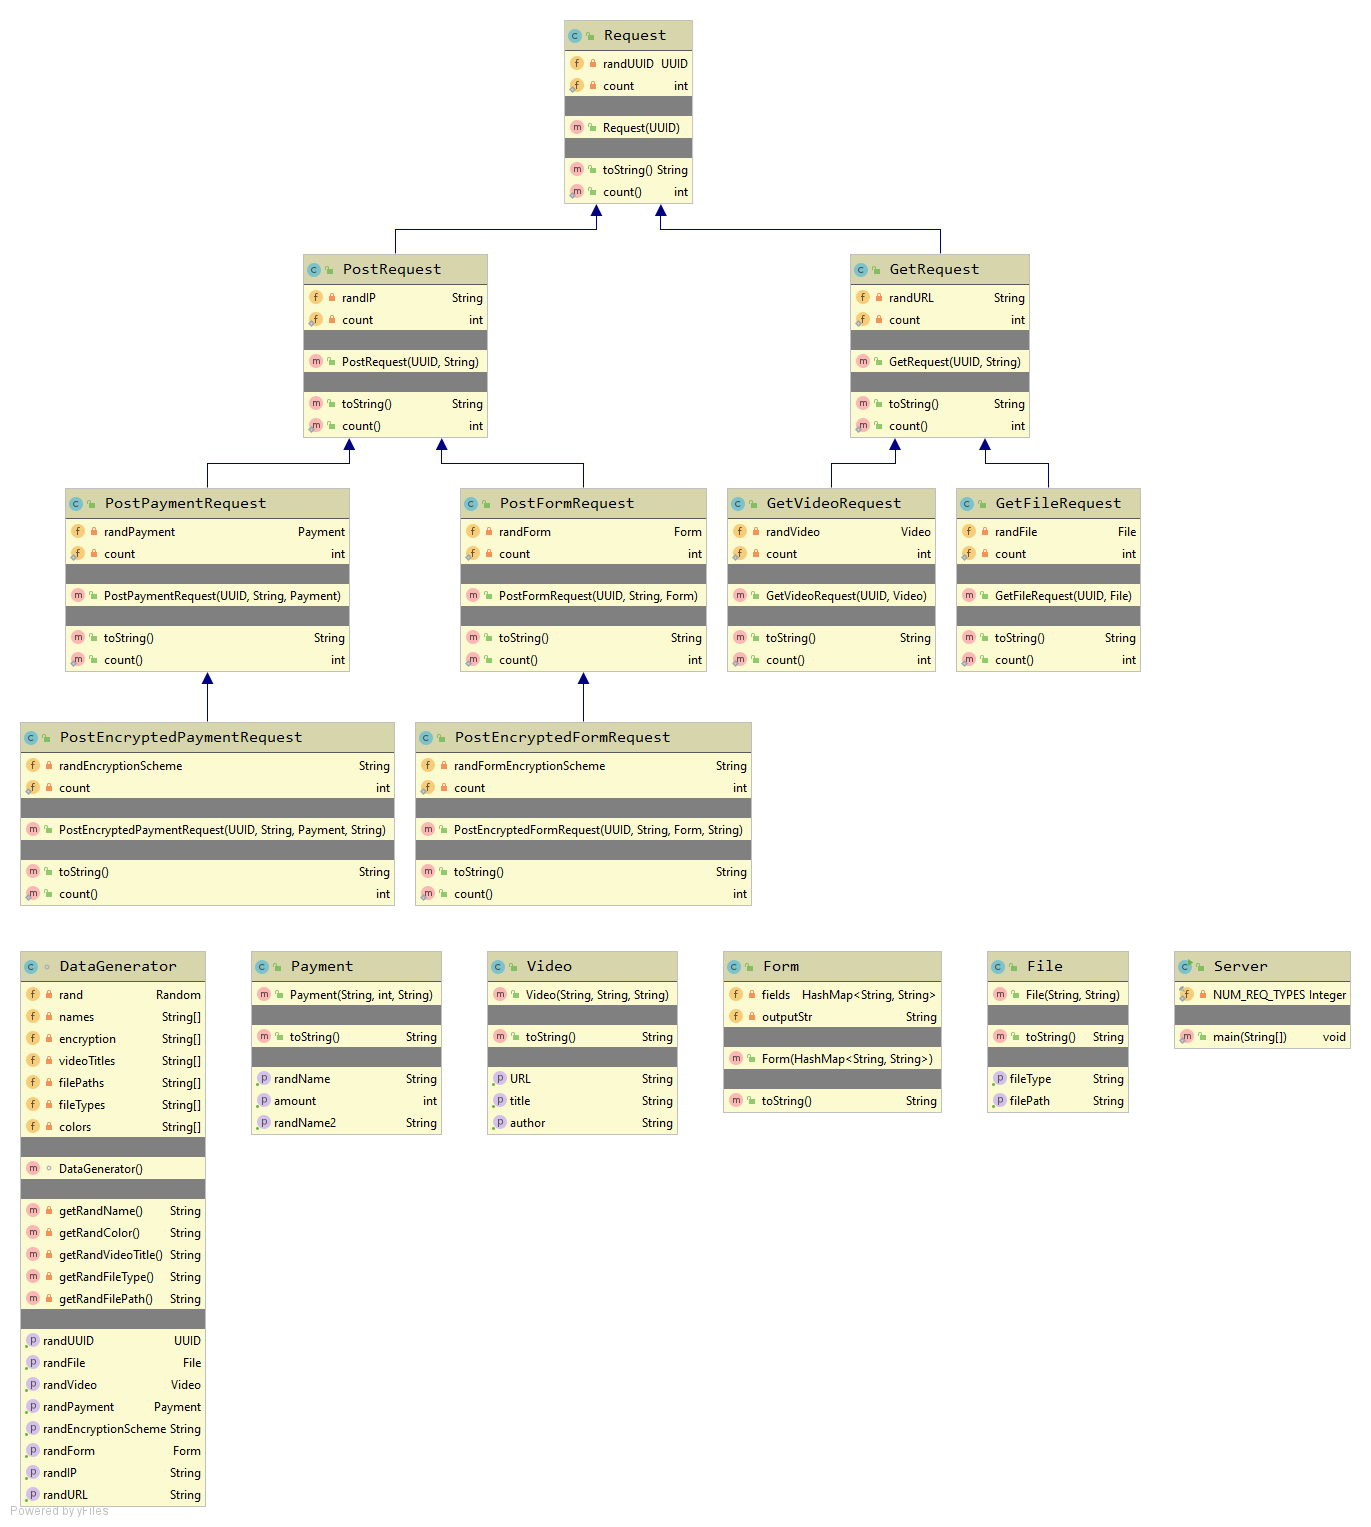 Request
randUUID UUID
count int
Request(UUID)
toString() String
count() int
PostRequest
randIP String
count int
PostRequest(UUID, String)
toString() String
count() int
GetRequest
randURL String
count int
GetRequest(UUID, String)
toString() String
count() int
PostPaymentRequest
randPayment Payment
count int
PostPaymentRequest(UUID, String, Payment)
toString() String
count() int
PostFormRequest
randForm Form
count int
PostFormRequest(UUID, String, Form)
toString() String
count() int
GetVideoRequest
randVideo Video
count int
GetVideoRequest(UUID, Video)
toString() String
count() int
GetFileRequest
randFile File
count int
GetFileRequest(UUID, File)
toString() String
count() int
PostEncryptedPaymentRequest
randEncryptionScheme String
count int
PostEncryptedPaymentRequest(UUID, String, Payment, String)
toString() String
count() int
PostEncryptedFormRequest
randFormEncryptionScheme String
count int
PostEncryptedFormRequest(UUID, String, Form, String)
toString() String
count() int
DataGenerator
rand Random
names String[]
encryption String[]
videoTitles String[]
filePaths String[]
fileTypes String[]
colors String[]
DataGenerator()
getRandName() String
getRandColor() String
getRandVideoTitle() String
getRandFileType() String
getRandFilePath() String
randUUID UUID
randFile File
randVideo Video
randPayment Payment
randEncryptionScheme String
randForm Form
randIP String
randURL String
Payment
Payment(String, int, String)
toString() String
randName String
amount int
randName2 String
Video
Video(String, String, String)
toString() String
URL String
title String
author String
Form
fields HashMap<String, String>
outputStr String
Form(HashMap<String, String>)
toString() String
File
File(String, String)
toString() String
fileType String
filePath String
Server
NUM_REQ_TYPES Integer
main(String[]) void
Powered by yFiles